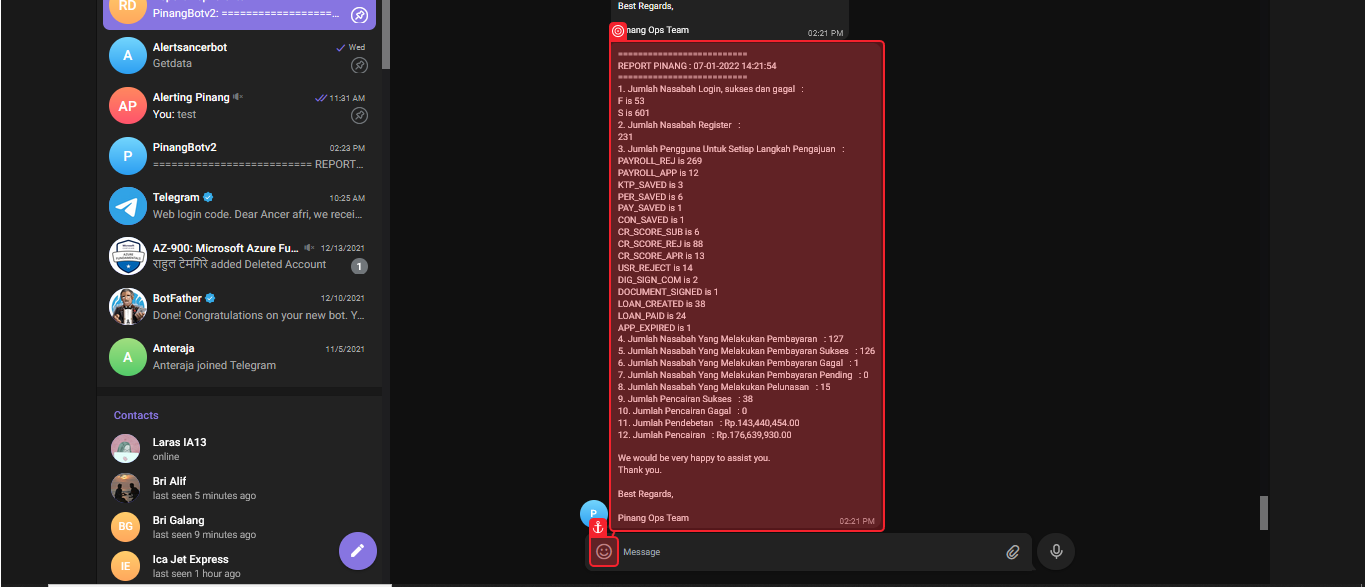 RD
PinangBotv2: ==================...
A
Alertsancerbot
Wed
Getdata
AP
Alerting Pinang
11:31 AM
You: test
P
PinangBotv2
02:23 PM
========================= REPORT...
Telegram
10:25 AM
Web login code. Dear Ancer afri, we recei...
AZ-900: Microsoft Azure Fu...
12/13/2021
राहुल टेमगिरे added Deleted Account
1
BotFather
12/10/2021
Done! Congratulations on your new bot. Y...
A
Anteraja
11/5/2021
Anteraja joined Telegram
Contacts
Laras IA13
online
Bri Alif
last seen 5 minutes ago
BG
Bri Galang
last seen 9 minutes ago
IE
Ica Jet Express
last seen 1 hour ago
Best Regards,
nang Ops Team
02:21 PM
=========================
REPORT PINANG : 07-01-2022 14:21:54
=========================
1. Jumlah Nasabah Login, sukses dan gagal :
F is 53
S is 601
2. Jumlah Nasabah Register :
231
3. Jumlah Pengguna Untuk Setiap Langkah Pengajuan :
PAYROLL_REJ is 269
PAYROLL_APP is 12
KTP_SAVED is 3
PER_SAVED is 6
PAY_SAVED is 1
CON_SAVED is 1
CR_SCORE_SUB is 6
CR_SCORE_REJ is 88
CR_SCORE_APR is 13
USR_REJECT is 14
DIG_SIGN_COM is 2
DOCUMENT_SIGNED is 1
LOAN_CREATED is 38
LOAN_PAID is 24
APP_EXPIRED is 1
4. Jumlah Nasabah Yang Melakukan Pembayaran : 127
5. Jumlah Nasabah Yang Melakukan Pembayaran Sukses : 126
6. Jumlah Nasabah Yang Melakukan Pembayaran Gagal : 1
7. Jumlah Nasabah Yang Melakukan Pembayaran Pending : 0
8. Jumlah Nasabah Yang Melakukan Pelunasan : 15
9. Jumlah Pencairan Sukses : 38
10. Jumlah Pencairan Gagal : 0
11. Jumlah Pendebetan : Rp.143,440,454.00
12. Jumlah Pencairan : Rp.176,639,930.00
We would be very happy to assist you.
Thank you.
Best Regards,
Pinang Ops Team
02:21 PM
P
Message